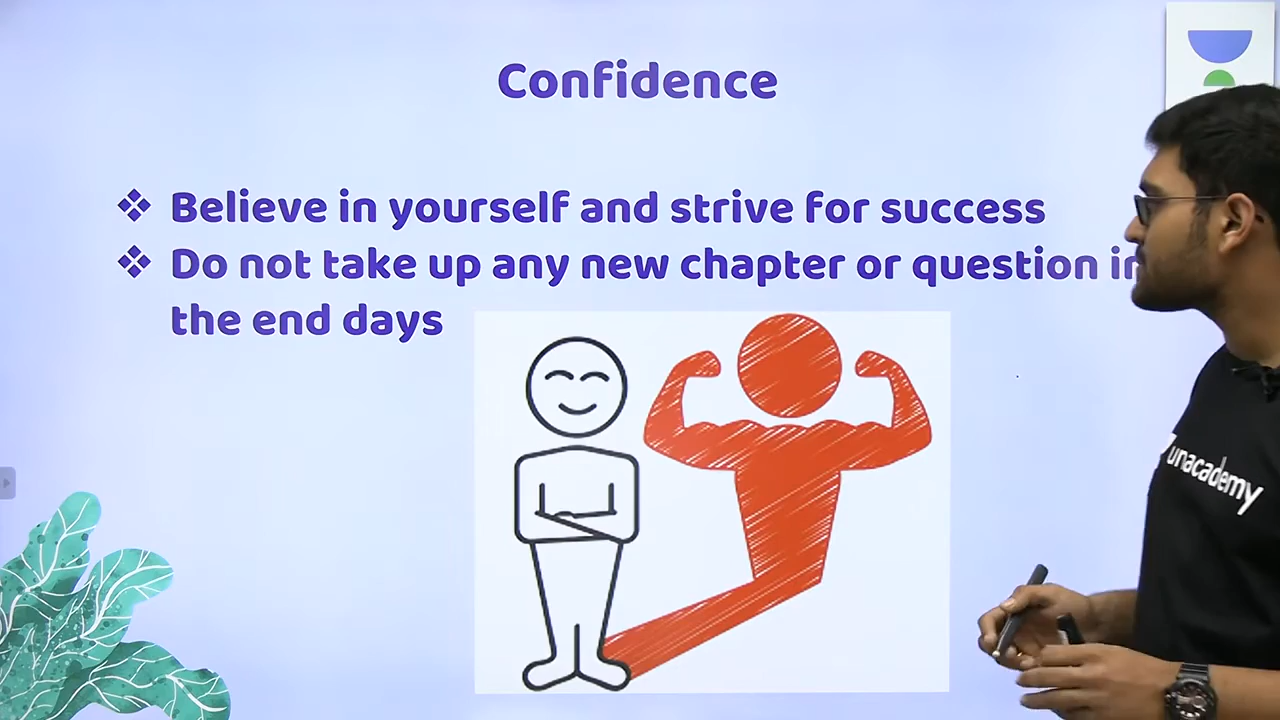 Confidence
❖ Believe in yourself and strive for success
❖ Do not take up any new chapter or question in
the end days
unacademy